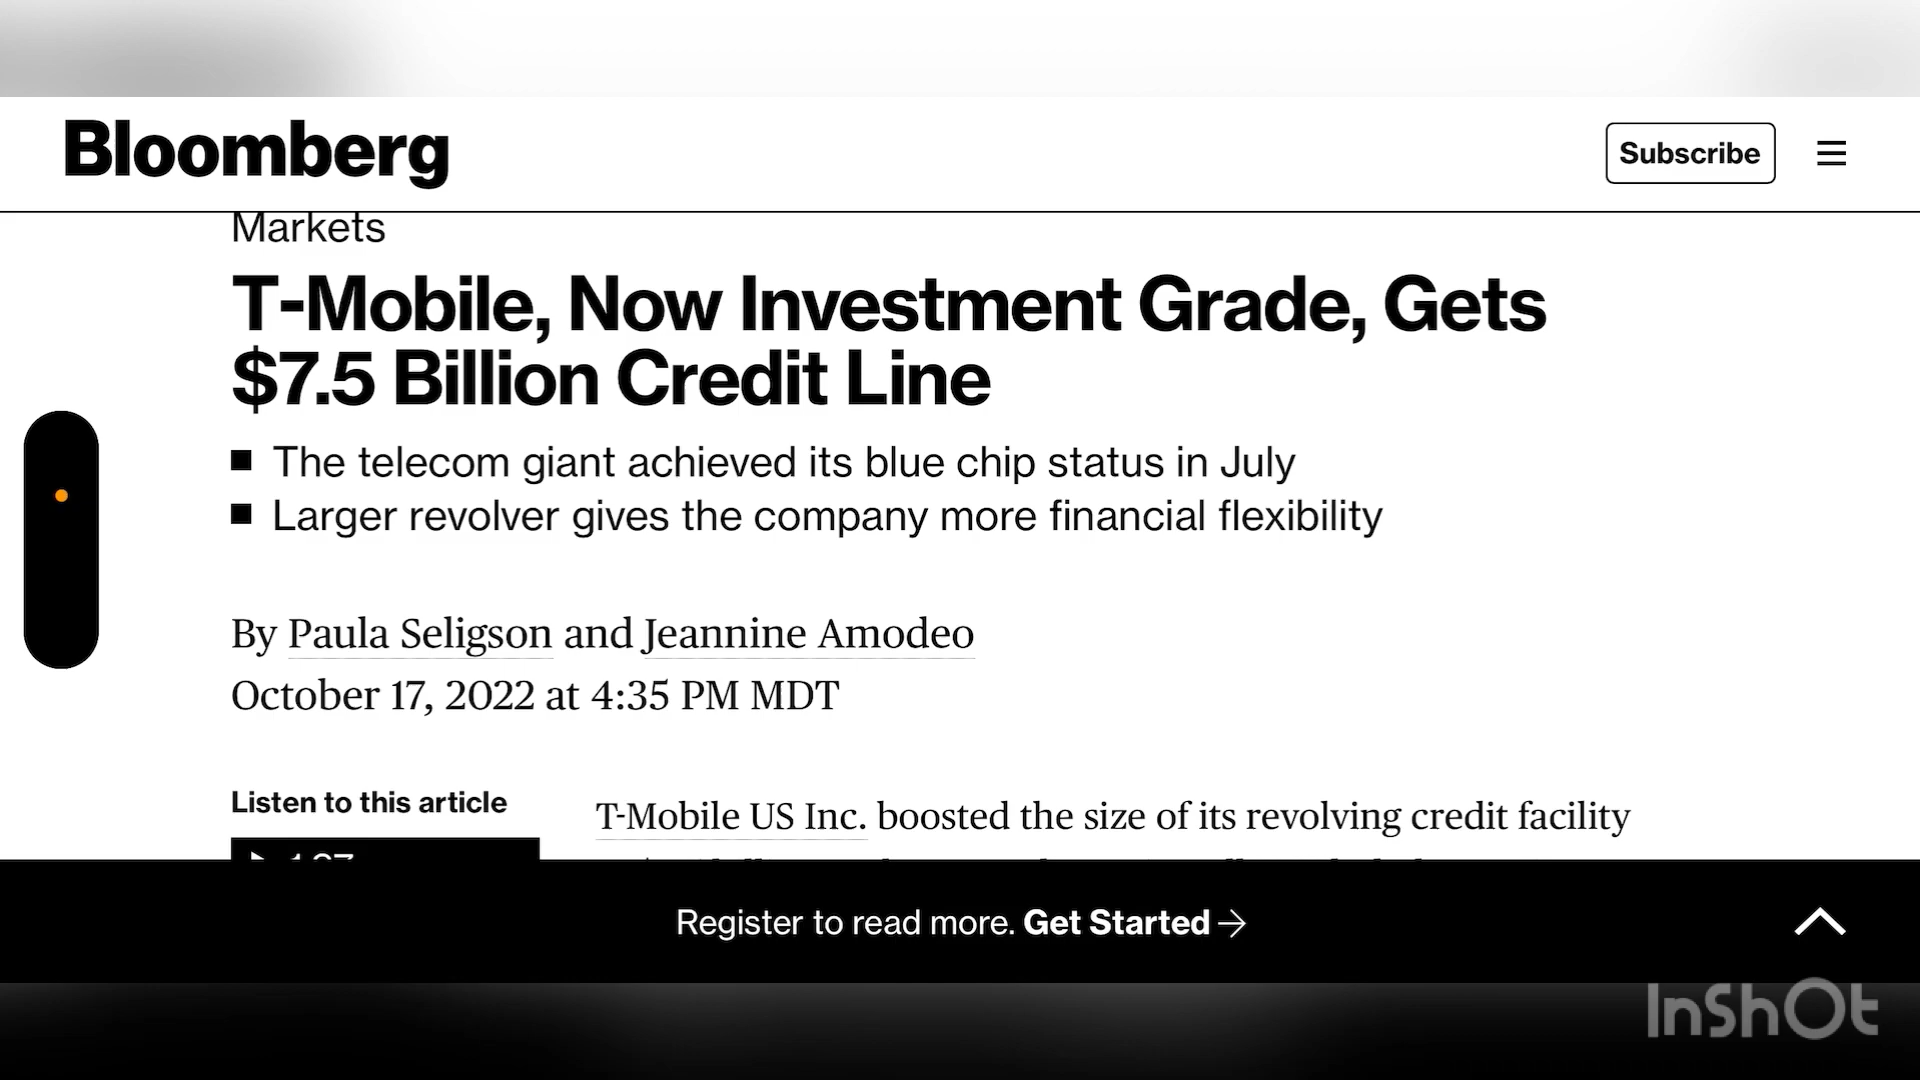 Bloomberg
Subscribe
Markets
T-Mobile, Now Investment Grade, Gets
$7.5 Billion Credit Line
The telecom giant achieved its blue chip status in July
Larger revolver gives the company more financial flexibility
By Paula Seligson and Jeannine Amodeo
October 17, 2022 at 4:35 PM MDT
Listen to this article
T-Mobile US Inc. boosted the size of its revolving credit facility
Register to read more. Get Started
InShOt